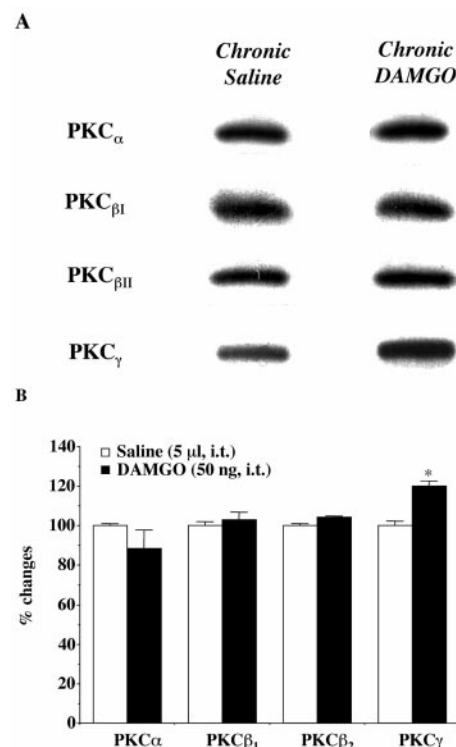 A
Chronic Saline
Chronic DAMGO
PKCα
PKCβI
PKCβII
PKCγ
B
Saline (5 μl, i.t.)
DAMGO (50 ng, i.t.)
*
140
120
100
80
60
40
20
0
% changes
PKCα PKCβ₁ PKCβ₂ PKCγ